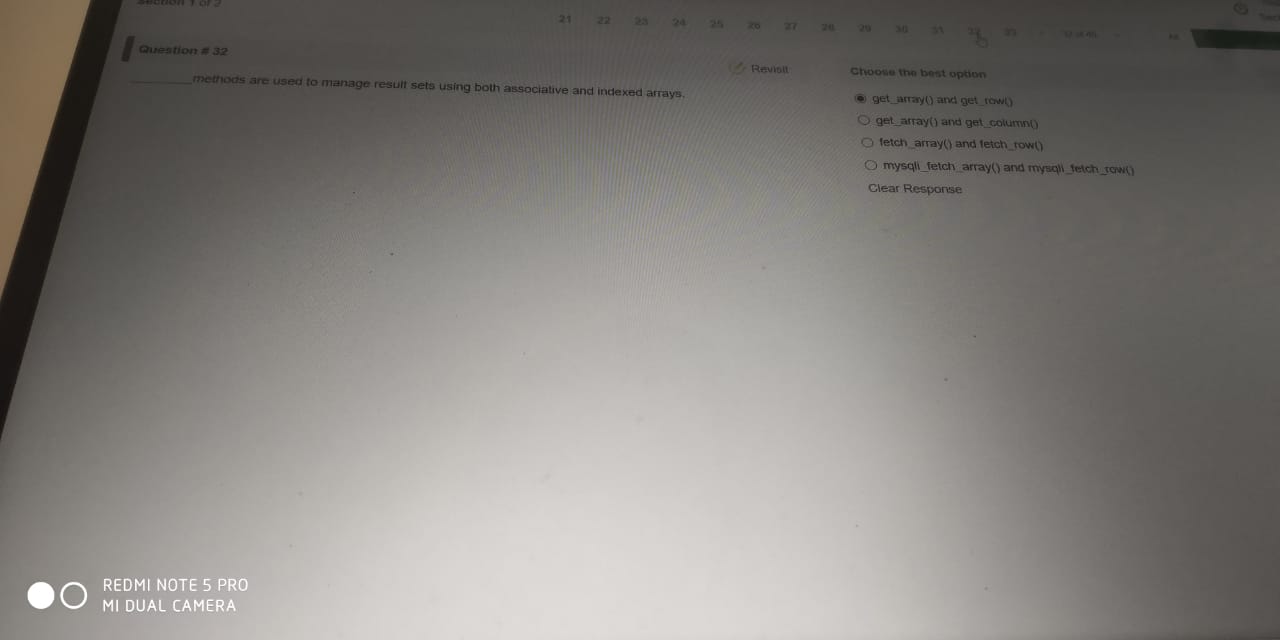 Section 1 of 2
21 22 23 24 25 26 27 28 29 30 31 32 33
Question # 32
Revisit
_________methods are used to manage result sets using both associative and indexed arrays.
Choose the best option
get_array() and get_row()
get_array() and get_column()
fetch_array() and fetch_row()
mysqli_fetch_array() and mysqli_fetch_row()
Clear Response
REDMI NOTE 5 PRO
MI DUAL CAMERA